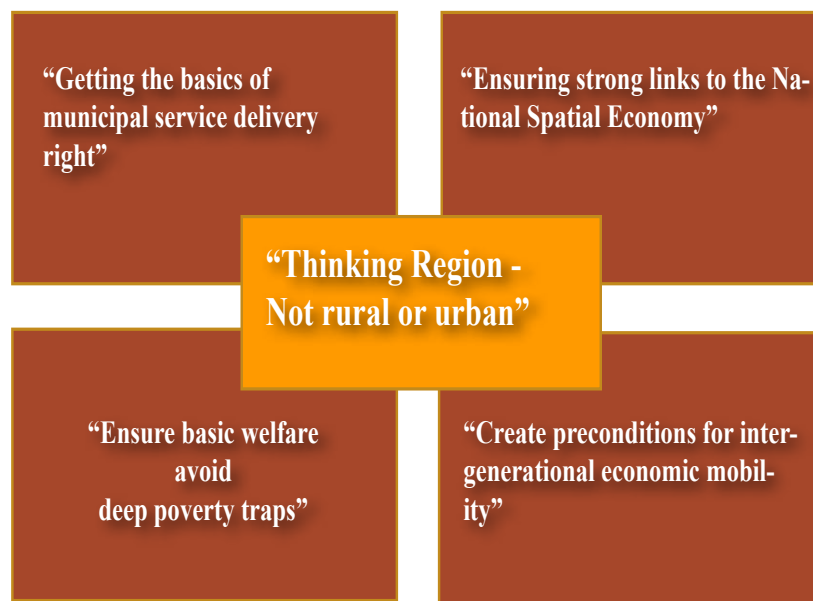 “Getting the basics of
municipal service delivery
right”
“Ensuring strong links to the Na-
tional Spatial Economy”
“Thinking Region -
Not rural or urban”
“Ensure basic welfare
avoid
deep poverty traps”
“Create preconditions for inter-
generational economic mobil-
ity”